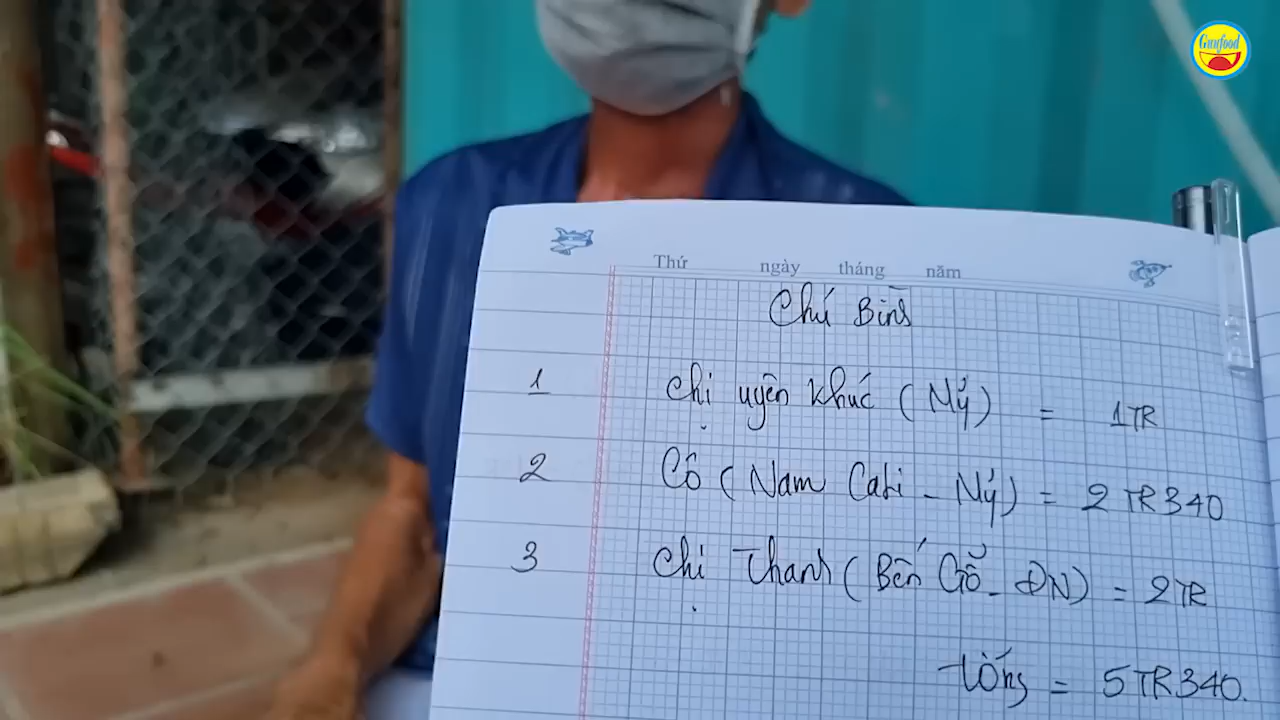 Guufood
Thứ ngày tháng năm
Chú Bình
1 Chị Uyên Khúc (Mỹ) = 1TR
2 Cô (Nam Cali - Mỹ) = 2TR340
3 Chị Thanh (Bến Gỗ - ĐN) = 2TR
Tổng = 5TR340.